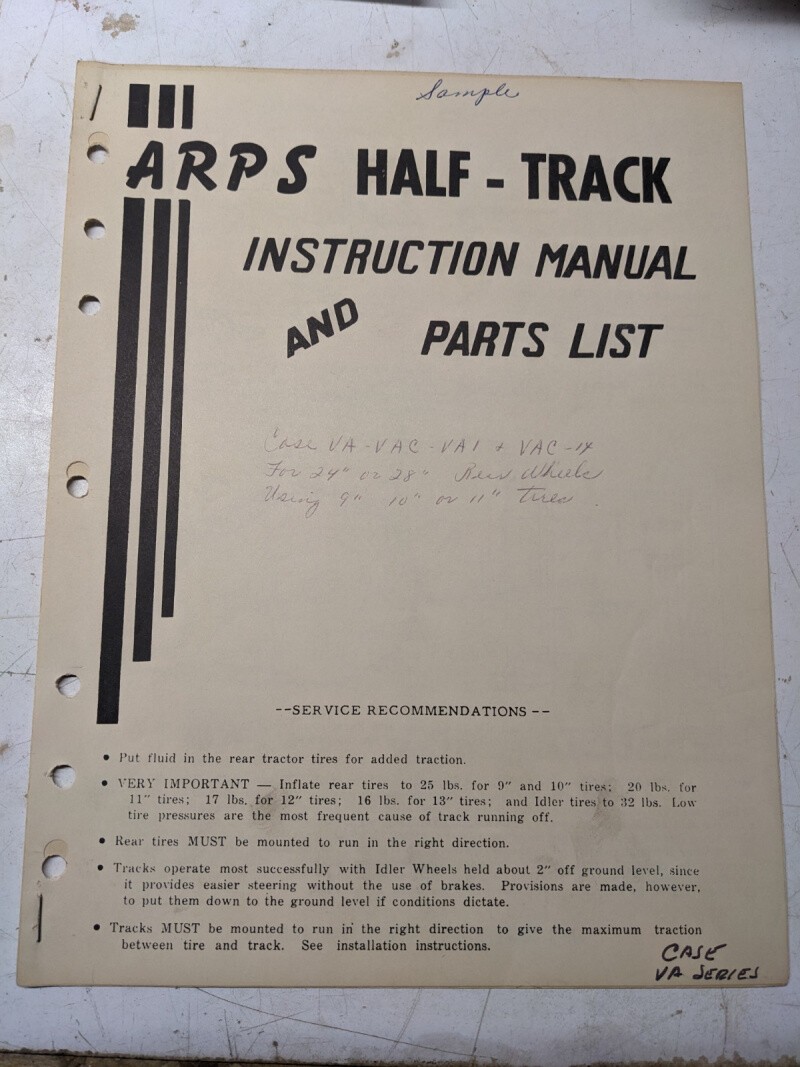 Sample
ARPS HALF - TRACK
INSTRUCTION MANUAL
AND PARTS LIST
Case VA - VAC - VA1 + VAC - 14
For 24" or 28" Rear Wheels
Using 9" 10" or 11" tires.
--SERVICE RECOMMENDATIONS --
• Put fluid in the rear tractor tires for added traction.
• VERY IMPORTANT — Inflate rear tires to 25 lbs. for 9" and 10" tires; 20 lbs. for
11" tires; 17 lbs. for 12" tires; 16 lbs. for 13" tires; and Idler tires to 32 lbs. Low
tire pressures are the most frequent cause of track running off.
• Rear tires MUST be mounted to run in the right direction.
• Tracks operate most successfully with Idler Wheels held about 2" off ground level, since
it provides easier steering without the use of brakes. Provisions are made, however,
to put them down to the ground level if conditions dictate.
• Tracks MUST be mounted to run in the right direction to give the maximum traction
between tire and track. See installation instructions.
CASE
VA SERIES